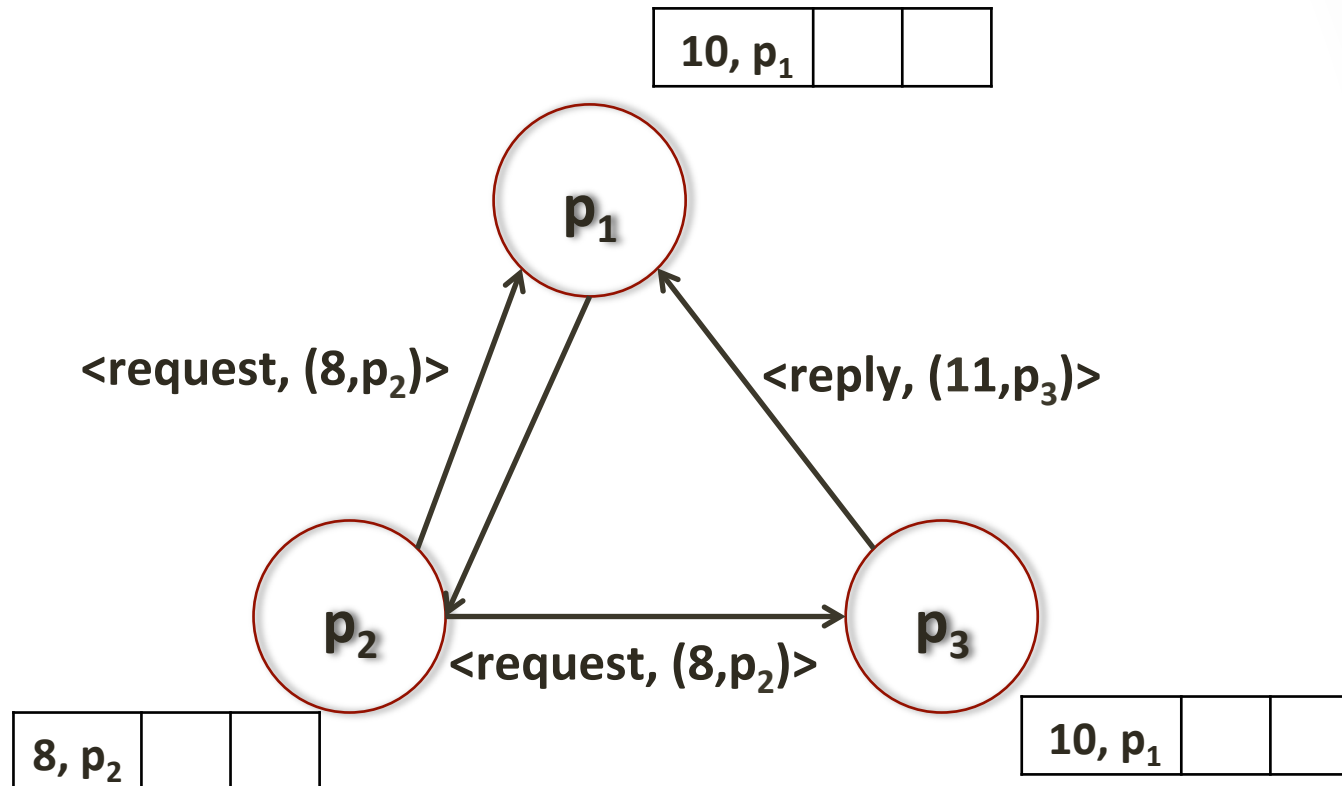 10, p₁
p₁
<request, (8,p₂)>
<reply, (11,p₃)>
p₂
p₃
<request, (8,p₂)>
8, p₂
10, p₁